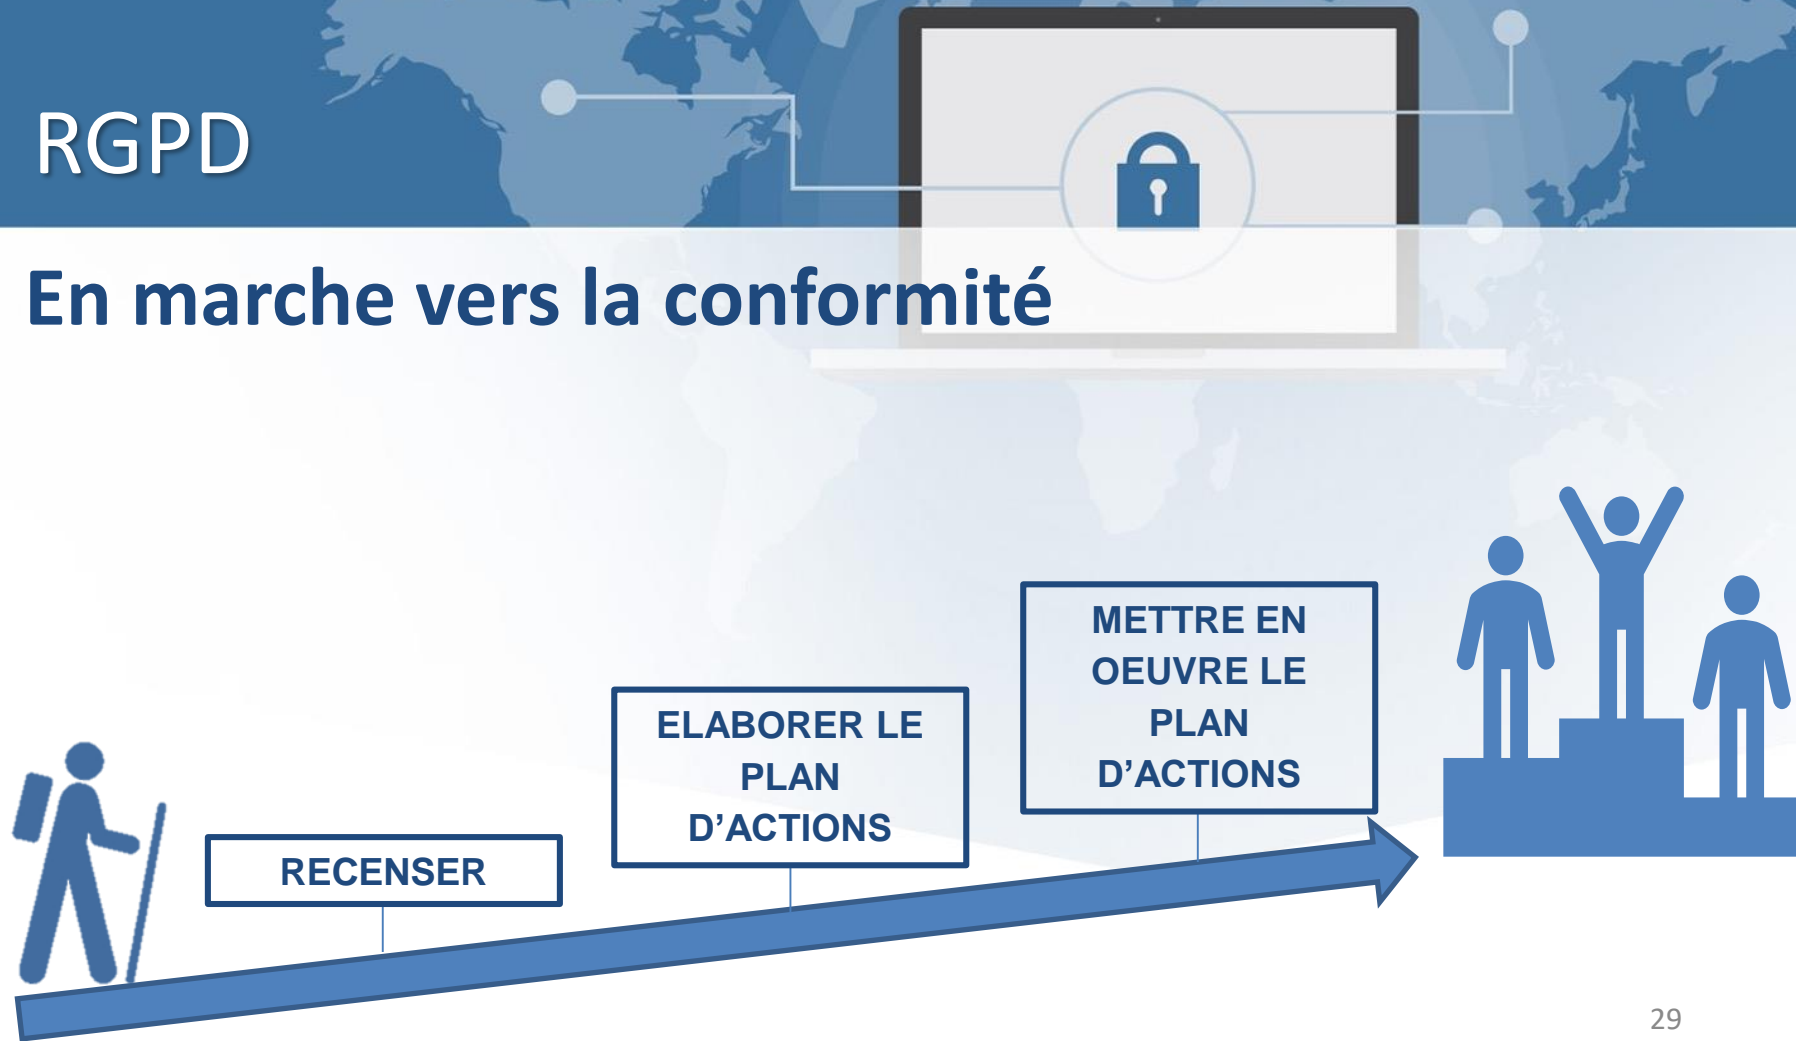 RGPD
En marche vers la conformité
RECENSER
ELABORER LE
PLAN
D’ACTIONS
METTRE EN
OEUVRE LE
PLAN
D’ACTIONS
29